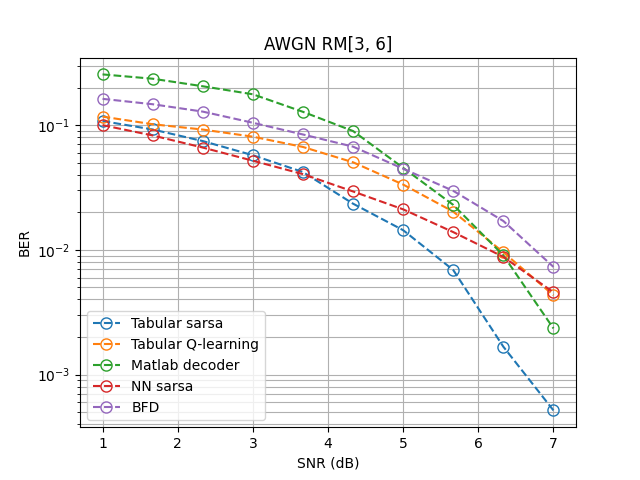 AWGN RM[3, 6]
BER
10⁻¹
10⁻²
10⁻³
Tabular sarsa
Tabular Q-learning
Matlab decoder
NN sarsa
BFD
1 2 3 4 5 6 7
SNR (dB)